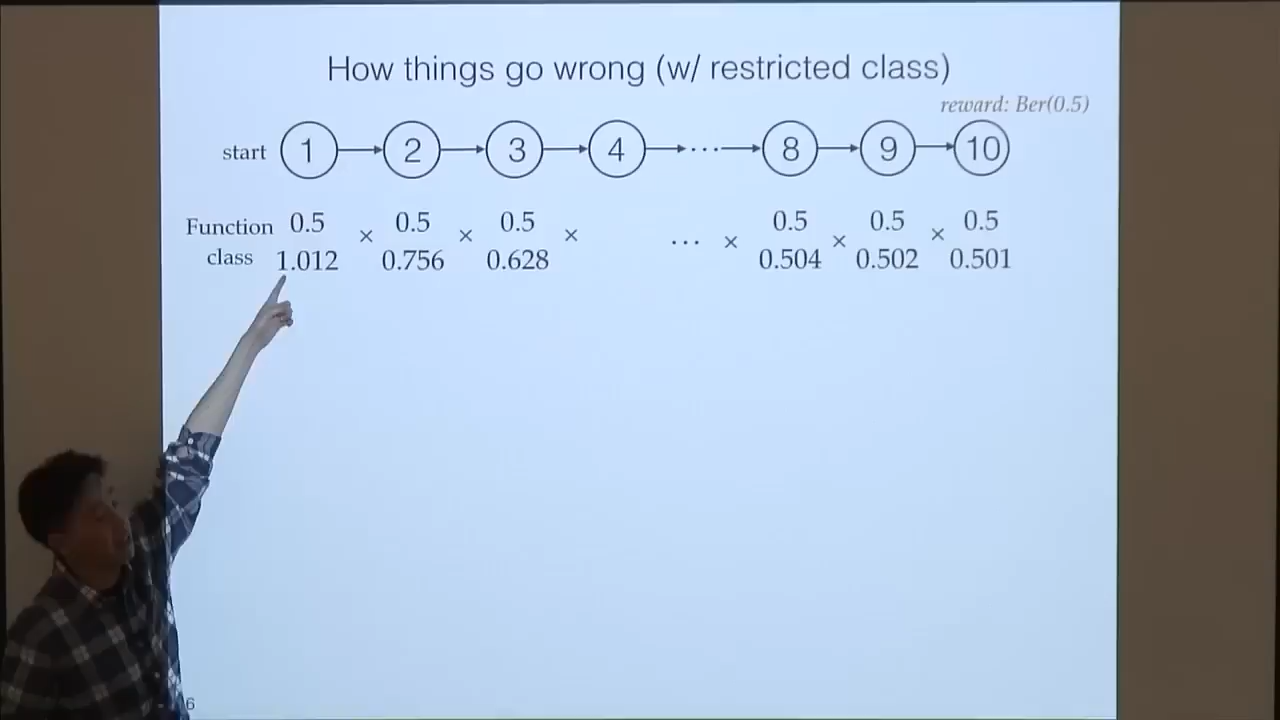 How things go wrong (w/ restricted class)
reward: Ber(0.5)
start 1 2 3 4 ... 8 9 10
Function 0.5 × 0.5 × 0.5 × ... × 0.5 × 0.5 × 0.5
class 1.012 0.756 0.628 0.504 0.502 0.501
6